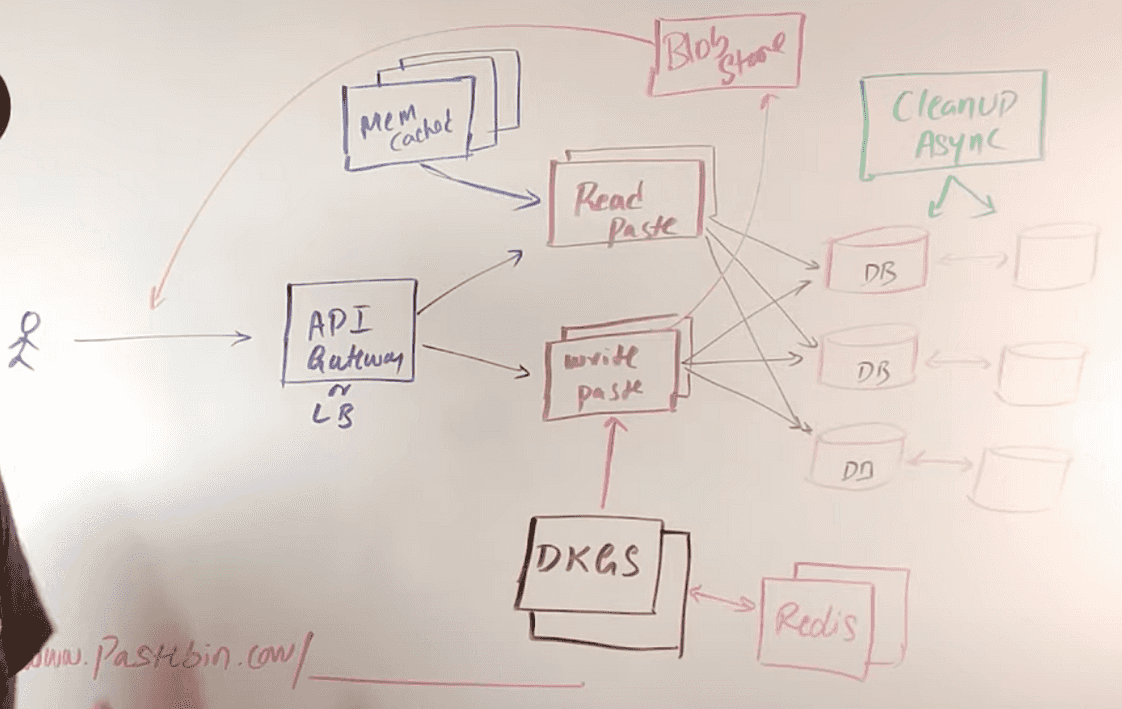 Blob
Store
Mem
Cached
Cleanup
Async
Read
Paste
DB
API
Gateway
or
LB
write
paste
DB
DB
DKGS
Redis
www.Pastebin.com/